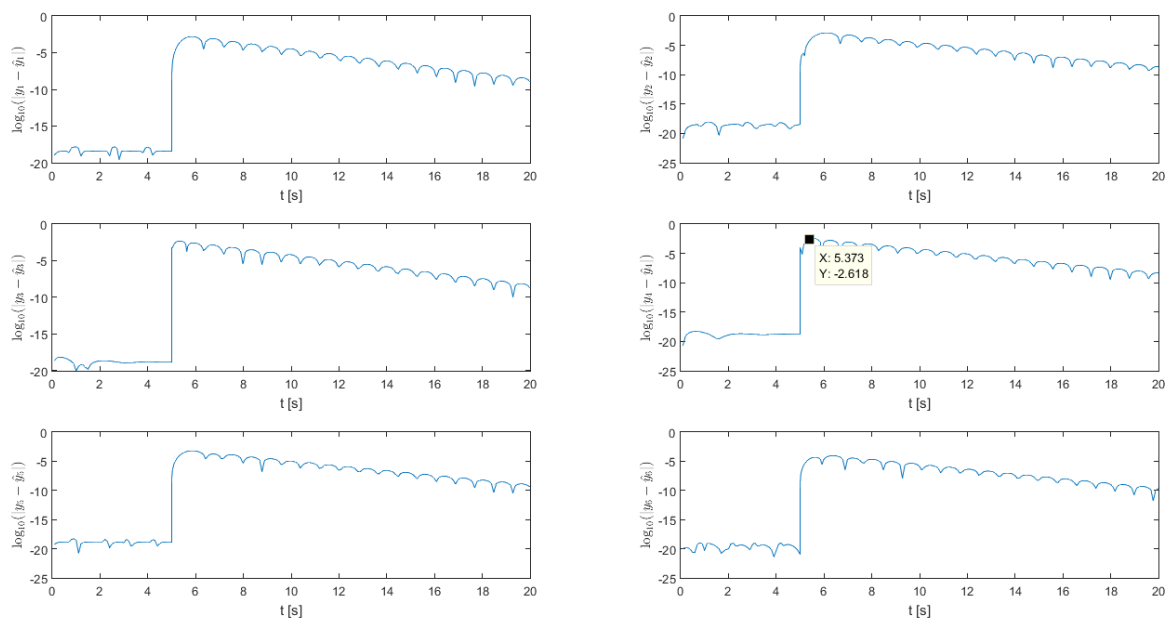 0
-5
-10
-15
-20
0 2 4 6 8 10 12 14 16 18 20
t [s]
log₁₀(|y₁ − ŷ₁|)
0
-5
-10
-15
-20
-25
0 2 4 6 8 10 12 14 16 18 20
t [s]
log₁₀(|y₂ − ŷ₂|)
0
-5
-10
-15
-20
0 2 4 6 8 10 12 14 16 18 20
t [s]
log₁₀(|y₃ − ŷ₃|)
0
-5
-10
-15
-20
-25
0 2 4 6 8 10 12 14 16 18 20
t [s]
log₁₀(|y₄ − ŷ₄|)
X: 5.373
Y: -2.618
0
-5
-10
-15
-20
-25
0 2 4 6 8 10 12 14 16 18 20
t [s]
log₁₀(|y₅ − ŷ₅|)
0
-5
-10
-15
-20
-25
0 2 4 6 8 10 12 14 16 18 20
t [s]
log₁₀(|y₆ − ŷ₆|)